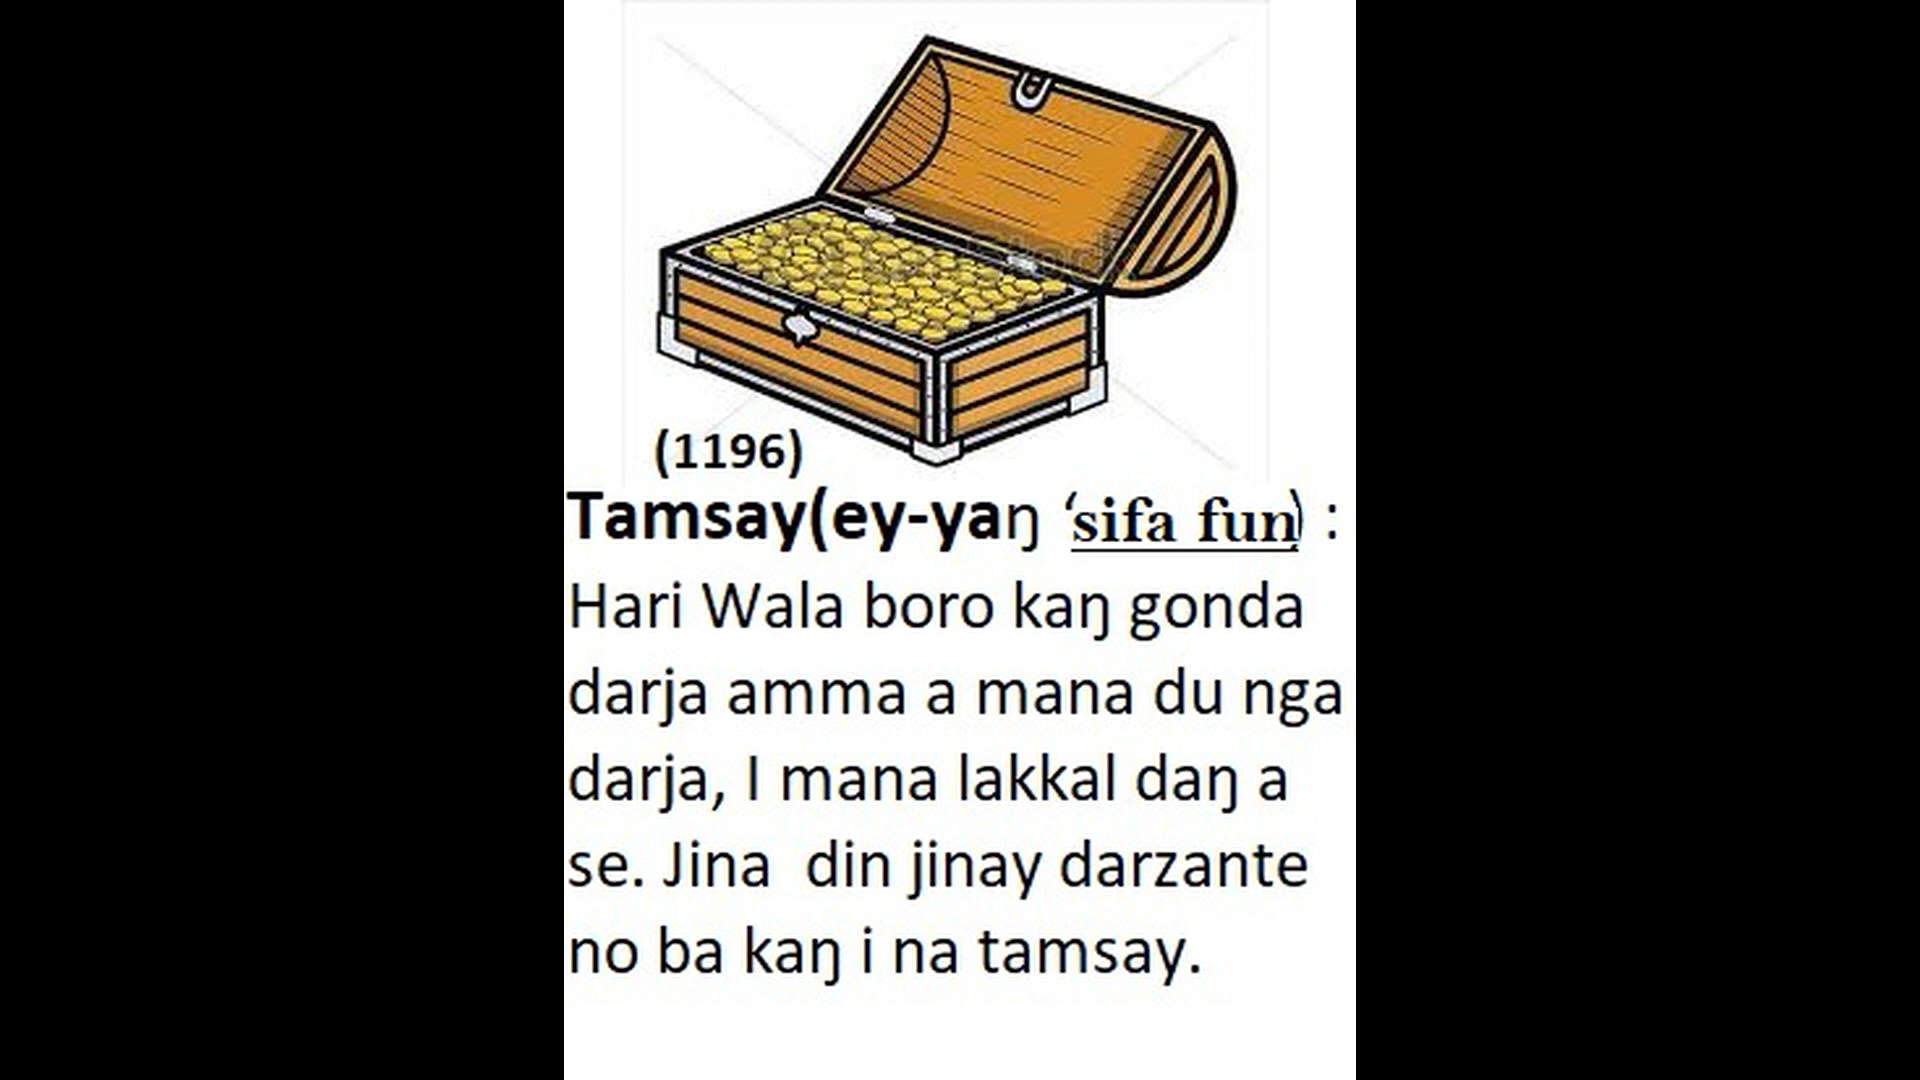 (1196)
Tamsay(ey-yaŋ ‘sifa fuŋ) :
Hari Wala boro kaŋ gonda
darja amma a mana du nga
darja, I mana lakkal daŋ a
se. Jina din jinay darzante
no ba kaŋ i na tamsay.